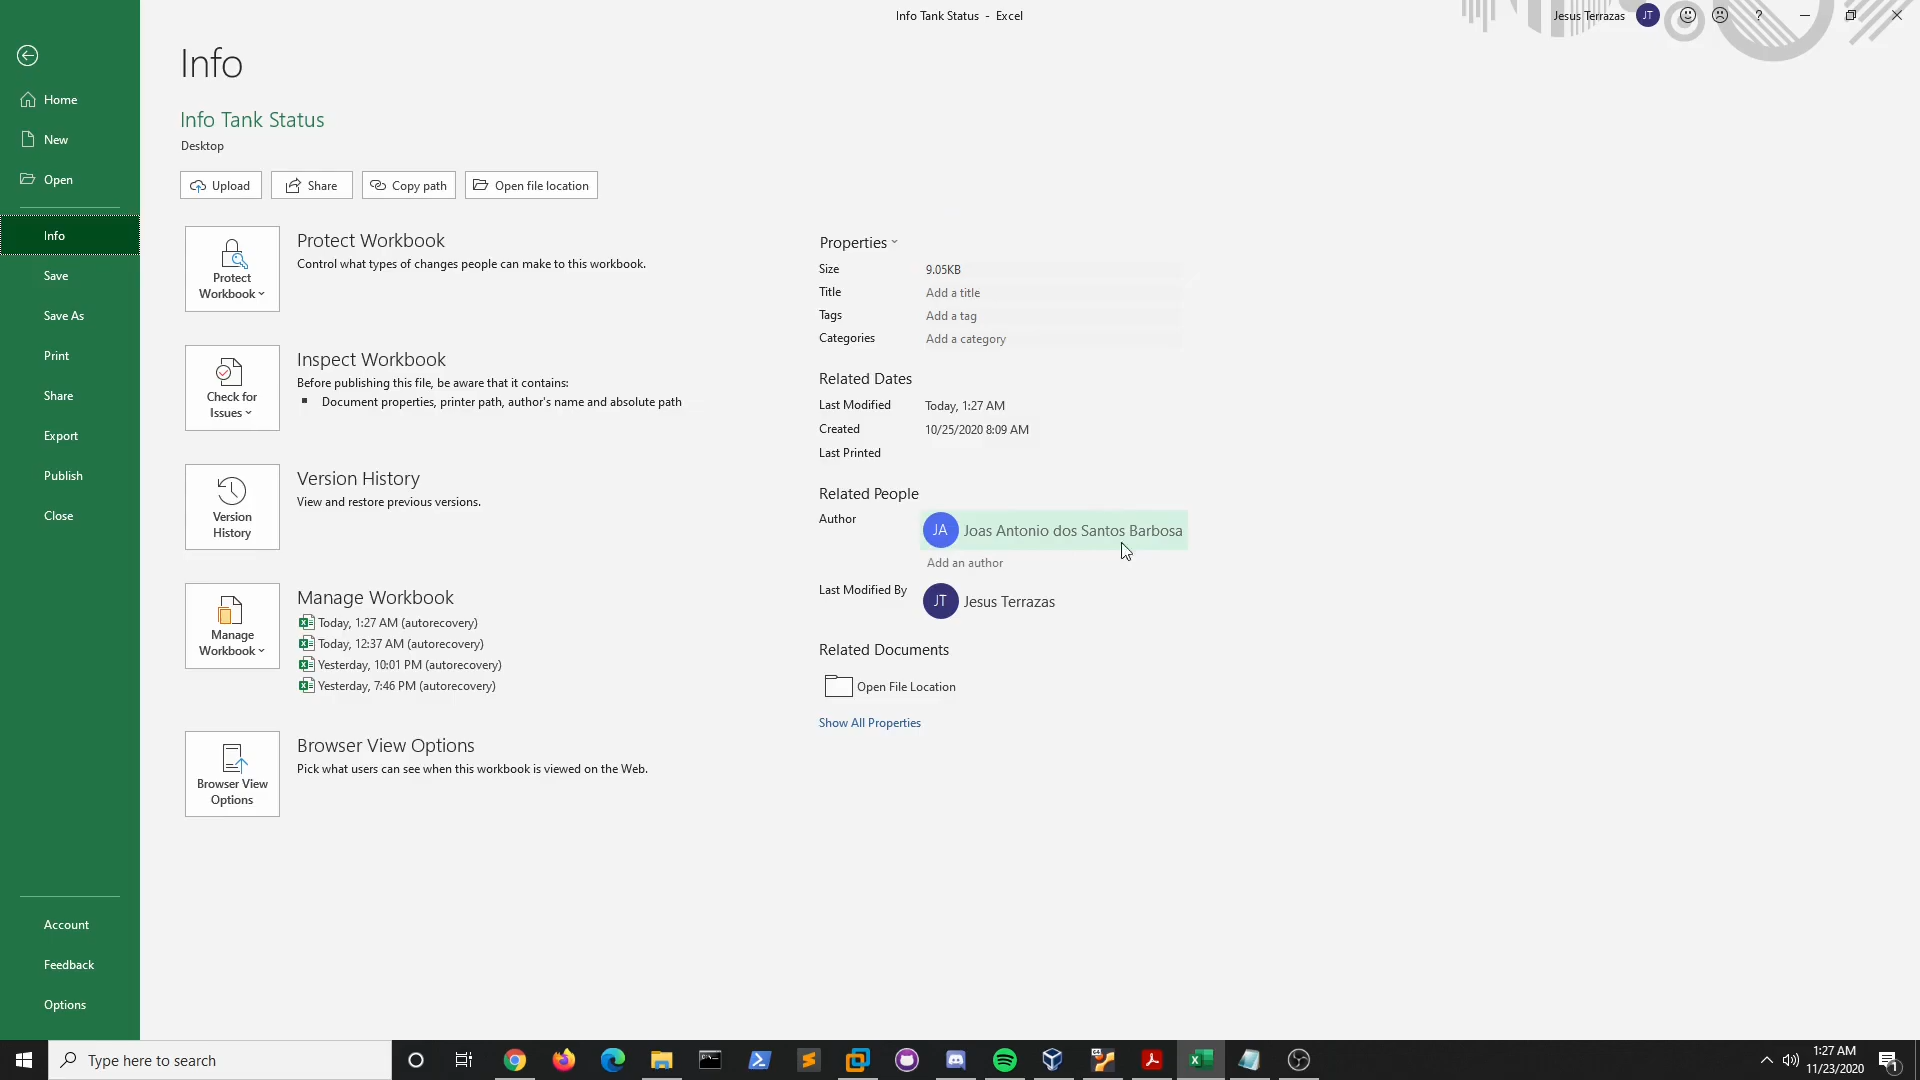 Info Tank Status - Excel
Jesus Terrazas JT ?
Info
Home
New
Open
Info
Save
Save As
Print
Share
Export
Publish
Close
Account
Feedback
Options
Info Tank Status
Desktop
Upload
Share
Copy path
Open file location
Protect
Workbook
Protect Workbook
Control what types of changes people can make to this workbook.
Check for
Issues
Inspect Workbook
Before publishing this file, be aware that it contains:
Document properties, printer path, author's name and absolute path
Version
History
Version History
View and restore previous versions.
Manage
Workbook
Manage Workbook
Today, 1:27 AM (autorecovery)
Today, 12:37 AM (autorecovery)
Yesterday, 10:01 PM (autorecovery)
Yesterday, 7:46 PM (autorecovery)
Browser View
Options
Browser View Options
Pick what users can see when this workbook is viewed on the Web.
Properties
Size 9.05KB
Title Add a title
Tags Add a tag
Categories Add a category
Related Dates
Last Modified Today, 1:27 AM
Created 10/25/2020 8:09 AM
Last Printed
Related People
Author JA Joas Antonio dos Santos Barbosa
Add an author
Last Modified By JT Jesus Terrazas
Related Documents
Open File Location
Show All Properties
Type here to search
1:27 AM
11/23/2020
1